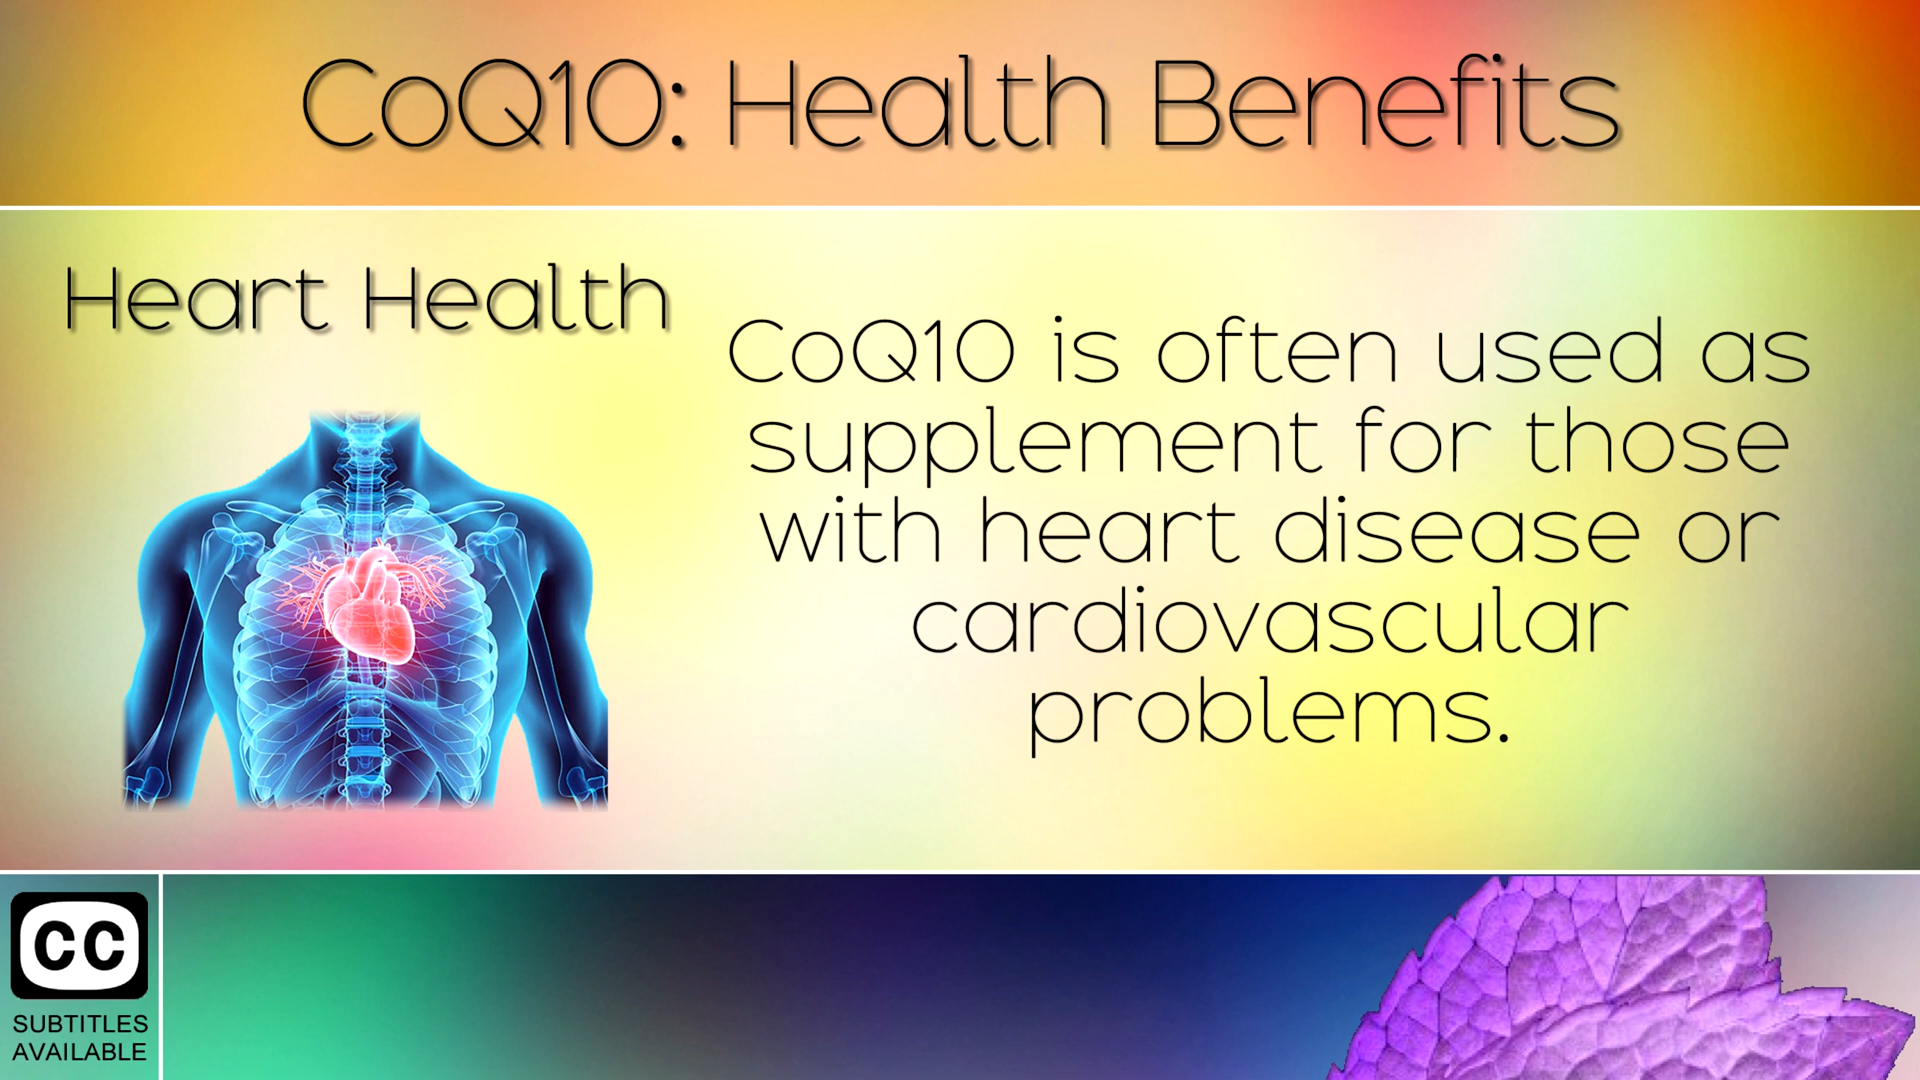 CoQ10: Health Benefits
Heart Health
CoQ10 is often used as
supplement for those
with heart disease or
cardiovascular
problems.
CC
SUBTITLES
AVAILABLE